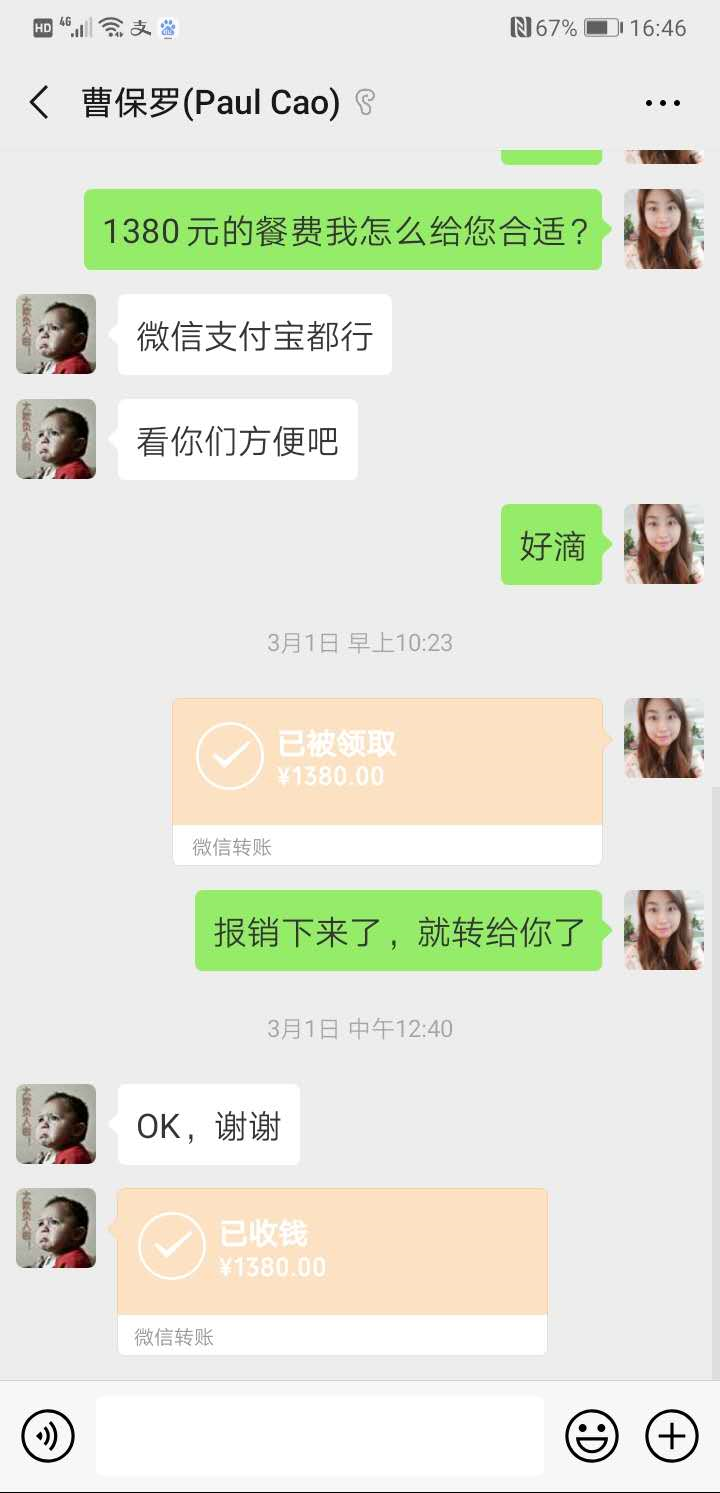 HD 4G 支 67% 16:46
曹保罗(Paul Cao)
1380元的餐费我怎么给您合适？
微信支付宝都行
看你们方便吧
好滴
3月1日 早上10:23
已被领取
¥1380.00
微信转账
报销下来了，就转给你了
3月1日 中午12:40
OK，谢谢
已收钱
¥1380.00
微信转账